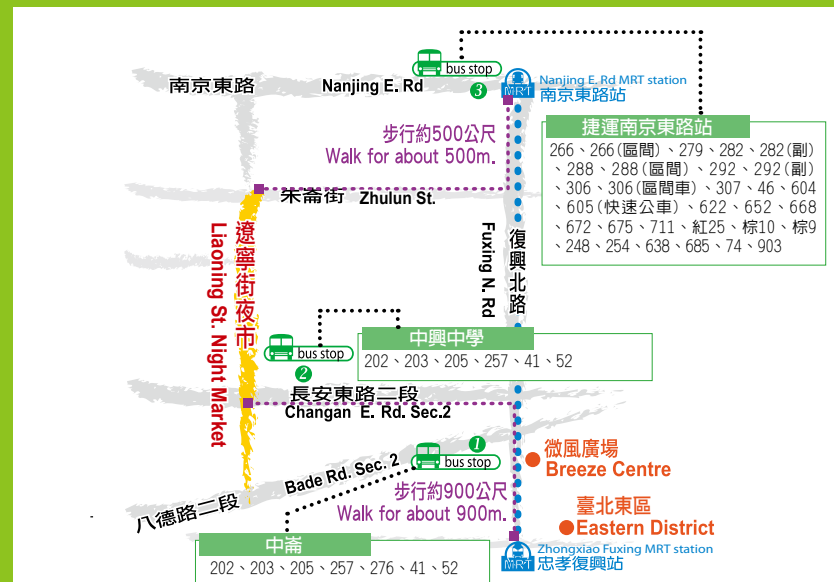 bus stop
3
南京東路
Nanjing E. Rd
MRT
Nanjing E. Rd MRT station
南京東路站
步行約500公尺
Walk for about 500m.
捷運南京東路站
266、266(區間)、279、282、282(副)
、288、288(區間)、292、292(副)
、306、306(區間車)、307、46、604
、605(快速公車)、622、652、668
、672、675、711、紅25、棕10、棕9
、248、254、638、685、74、903
朱崙街
Zhulun St.
遼寧街夜市
Liaoning St. Night Market
Fuxing N. Rd
復興北路
中興中學
202、203、205、257、41、52
bus stop
2
長安東路二段
Changan E. Rd. Sec.2
1
bus stop
微風廣場
Breeze Centre
Bade Rd. Sec. 2
步行約900公尺
Walk for about 900m.
八德路二段
臺北東區
Eastern District
中崙
202、203、205、257、276、41、52
MRT
Zhongxiao Fuxing MRT station
忠孝復興站